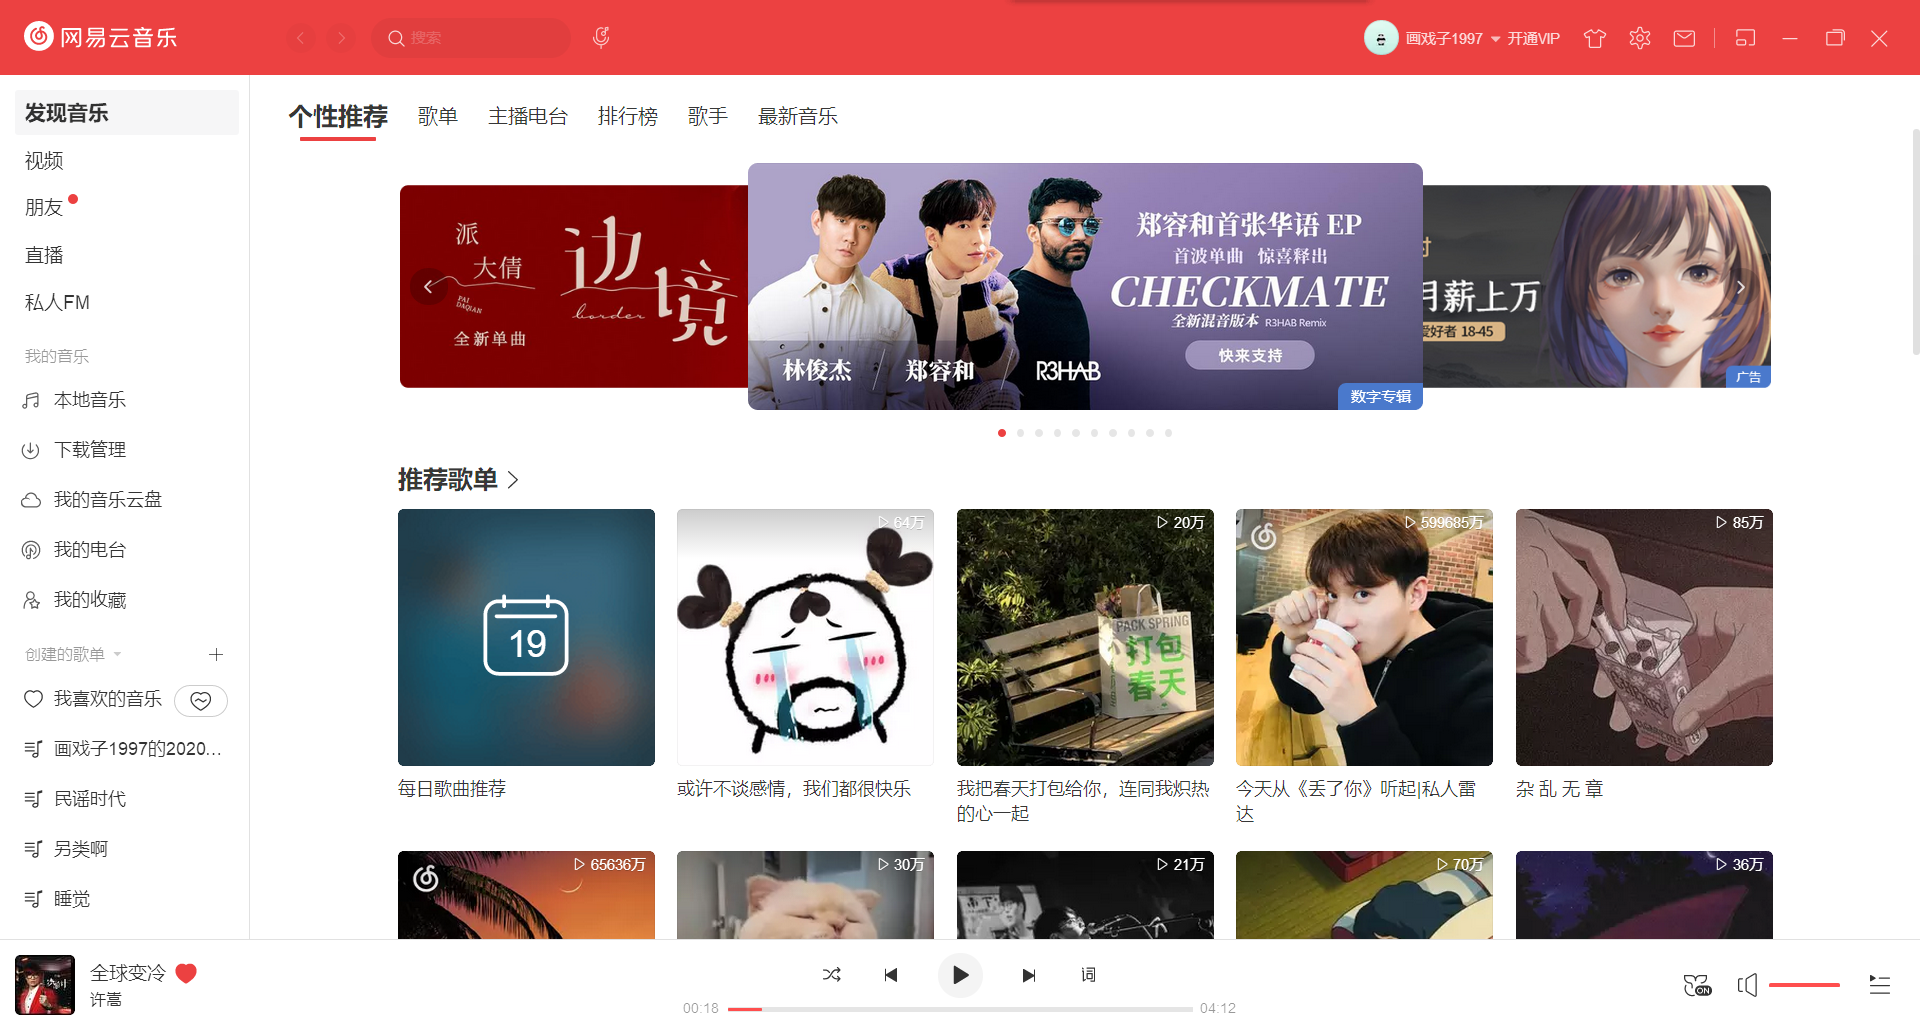 网易云音乐
搜索
画戏子1997
开通VIP
发现音乐
视频
朋友
直播
私人FM
我的音乐
本地音乐
下载管理
我的音乐云盘
我的电台
我的收藏
创建的歌单
我喜欢的音乐
画戏子1997的2020...
民谣时代
另类啊
睡觉
个性推荐
歌单
主播电台
排行榜
歌手
最新音乐
派
大倩
PAI
DAQIAN
全新单曲
边境
border
郑容和首张华语 EP
首波单曲 惊喜释出
CHECKMATE
全新混音版本 R3HAB Remix
快来支持
林俊杰
郑容和
R3HAB
数字专辑
月薪上万
爱好者 18-45
广告
推荐歌单
19
每日歌曲推荐
64万
或许不谈感情，我们都很快乐
20万
PACK SPRING
打包
春天
我把春天打包给你，连同我炽热
的心一起
599685万
今天从《丢了你》听起|私人雷
达
85万
杂 乱 无 章
65636万
30万
21万
70万
36万
全球变冷
许嵩
词
00:18
04:12
ON